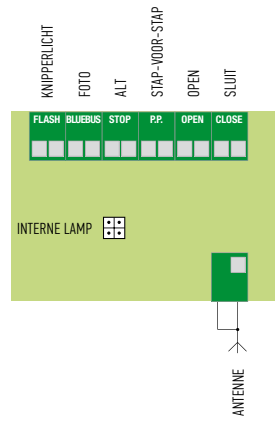 KNIPPERLICHT
FOTO
ALT
STAP-VOOR-STAP
OPEN
SLUIT
FLASH BLUEBUS STOP P.P. OPEN CLOSE
INTERNE LAMP
ANTENNE